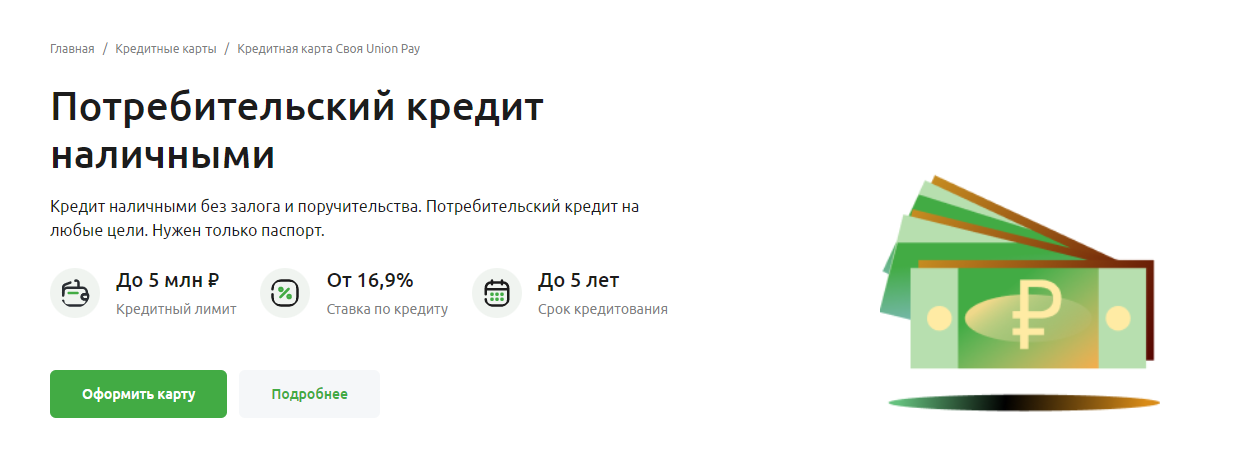 Главная / Кредитные карты / Кредитная карта Своя Union Pay
Потребительский кредит
наличными
Кредит наличными без залога и поручительства. Потребительский кредит на
любые цели. Нужен только паспорт.
До 5 млн ₽
Кредитный лимит
От 16,9%
Ставка по кредиту
До 5 лет
Срок кредитования
Оформить карту
Подробнее
₽